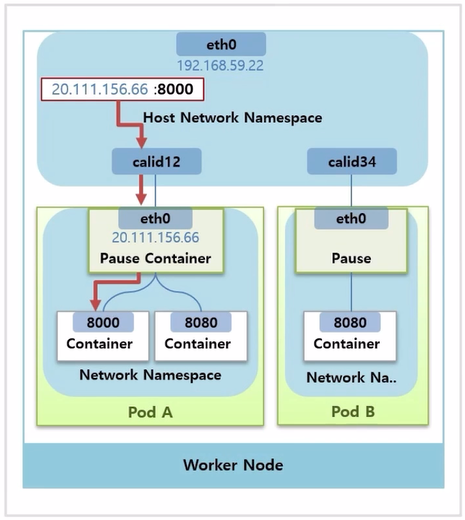 eth0
192.168.59.22
20.111.156.66 :8000
Host Network Namespace
calid12
calid34
eth0
20.111.156.66
Pause Container
8000
Container
8080
Container
Network Namespace
Pod A
eth0
Pause
8080
Container
Network Na..
Pod B
Worker Node